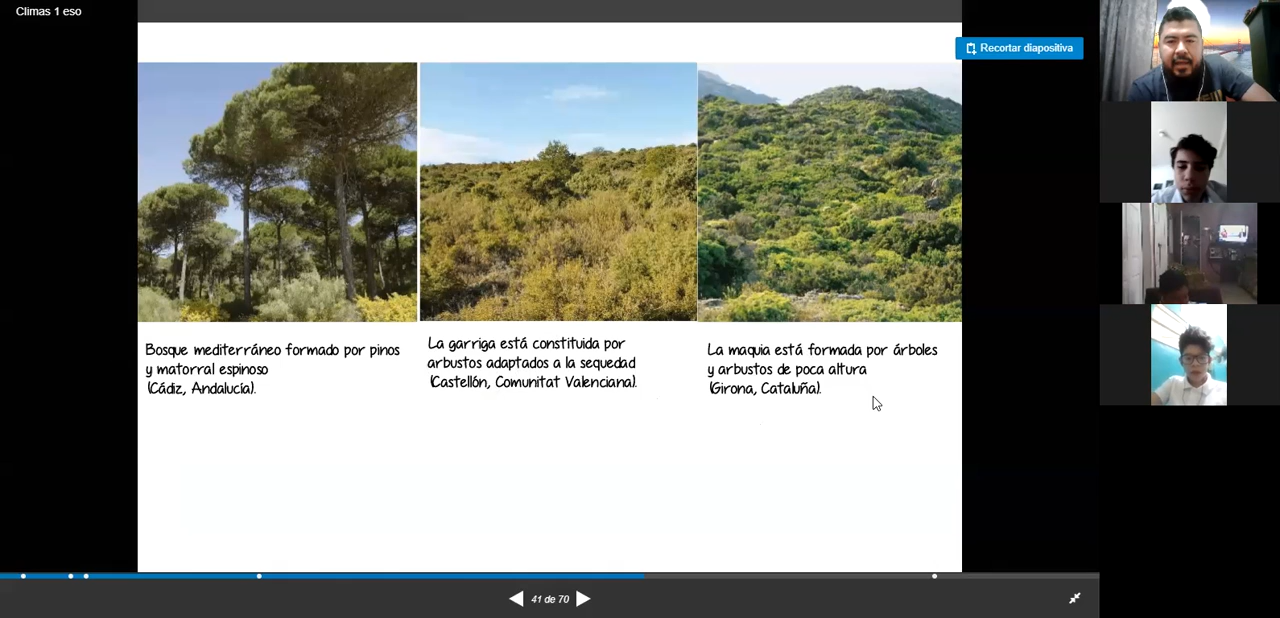 Climas 1 eso
Recortar diapositiva
Bosque mediterráneo formado por pinos
y matorral espinoso
(Cádiz, Andalucía).
La garriga está constituida por
arbustos adaptados a la sequedad
(Castellón, Comunitat Valenciana).
La maquia está formada por árboles
y arbustos de poca altura
(Girona, Cataluña).
41 de 70